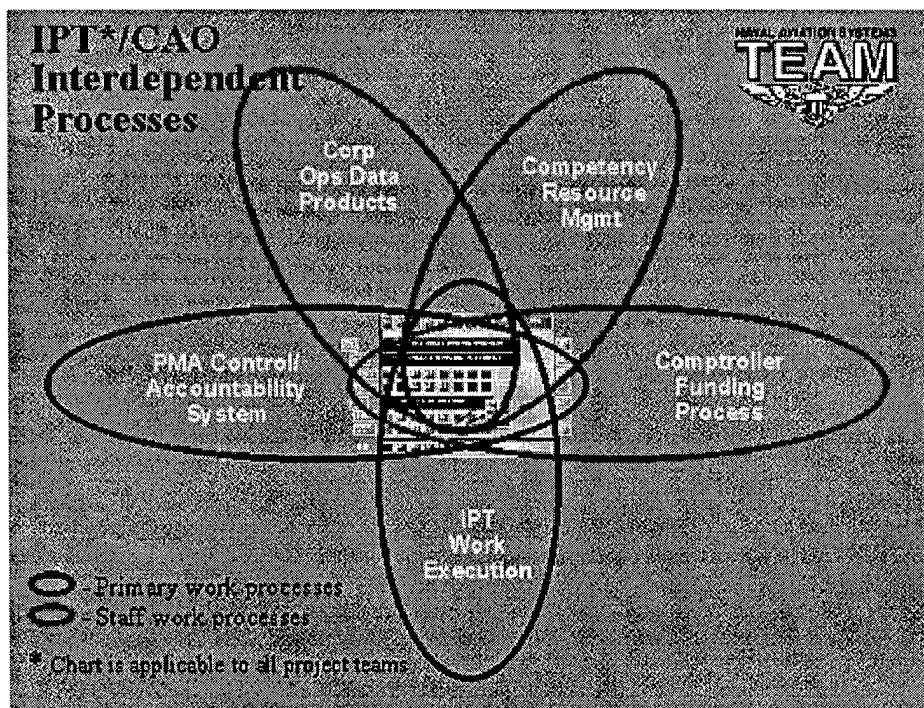 IPT*/CAO
Interdependent
Processes
NAVAL AVIATION SYSTEMS
TEAM
Corp
Ops Data
Products
Competency
Resource
Mgmt
PMA Control/
Accountability
System
Comptroller
Funding
Process
IPT
Work
Execution
- Primary work processes
- Staff work processes
* Chart is applicable to all project teams